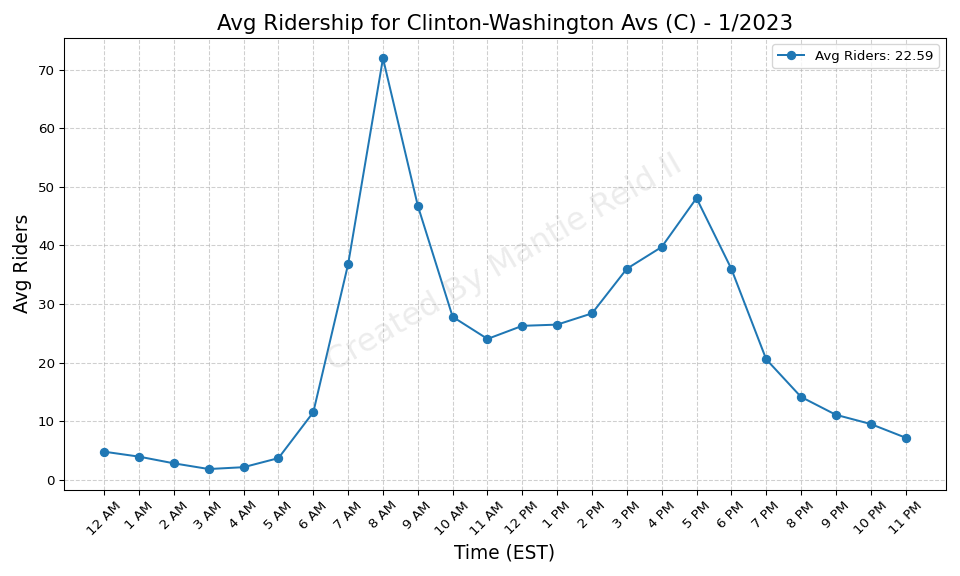 Avg Ridership for Clinton-Washington Avs (C) - 1/2023
Avg Riders: 22.59
Avg Riders
70
60
50
40
30
20
10
0
Created By Mantie Reid II
12 AM
1 AM
2 AM
3 AM
4 AM
5 AM
6 AM
7 AM
8 AM
9 AM
10 AM
11 AM
12 PM
1 PM
2 PM
3 PM
4 PM
5 PM
6 PM
7 PM
8 PM
9 PM
10 PM
11 PM
Time (EST)